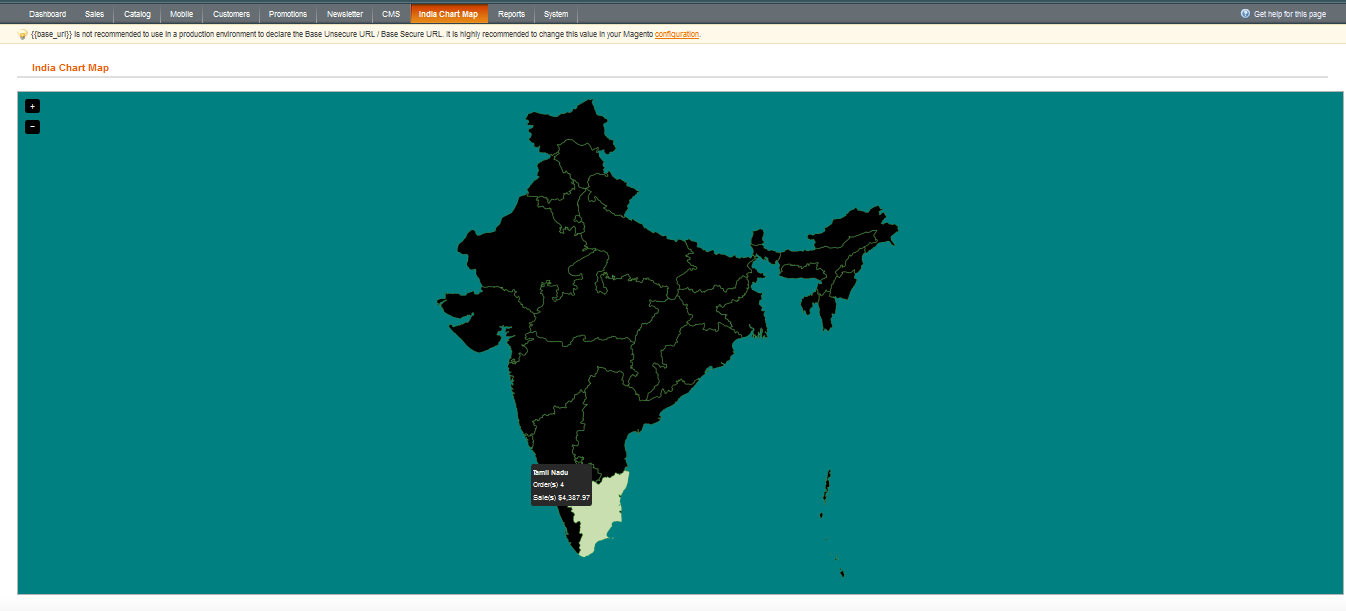 Dashboard Sales Catalog Mobile Customers Promotions Newsletter CMS India Chart Map Reports System Get help for this page
{{base_url}} is not recommended to use in a production environment to declare the Base Unsecure URL / Base Secure URL. It is highly recommended to change this value in your Magento configuration.
India Chart Map
+
−
Tamil Nadu
Order(s) 4
Sale(s) $4,387.97